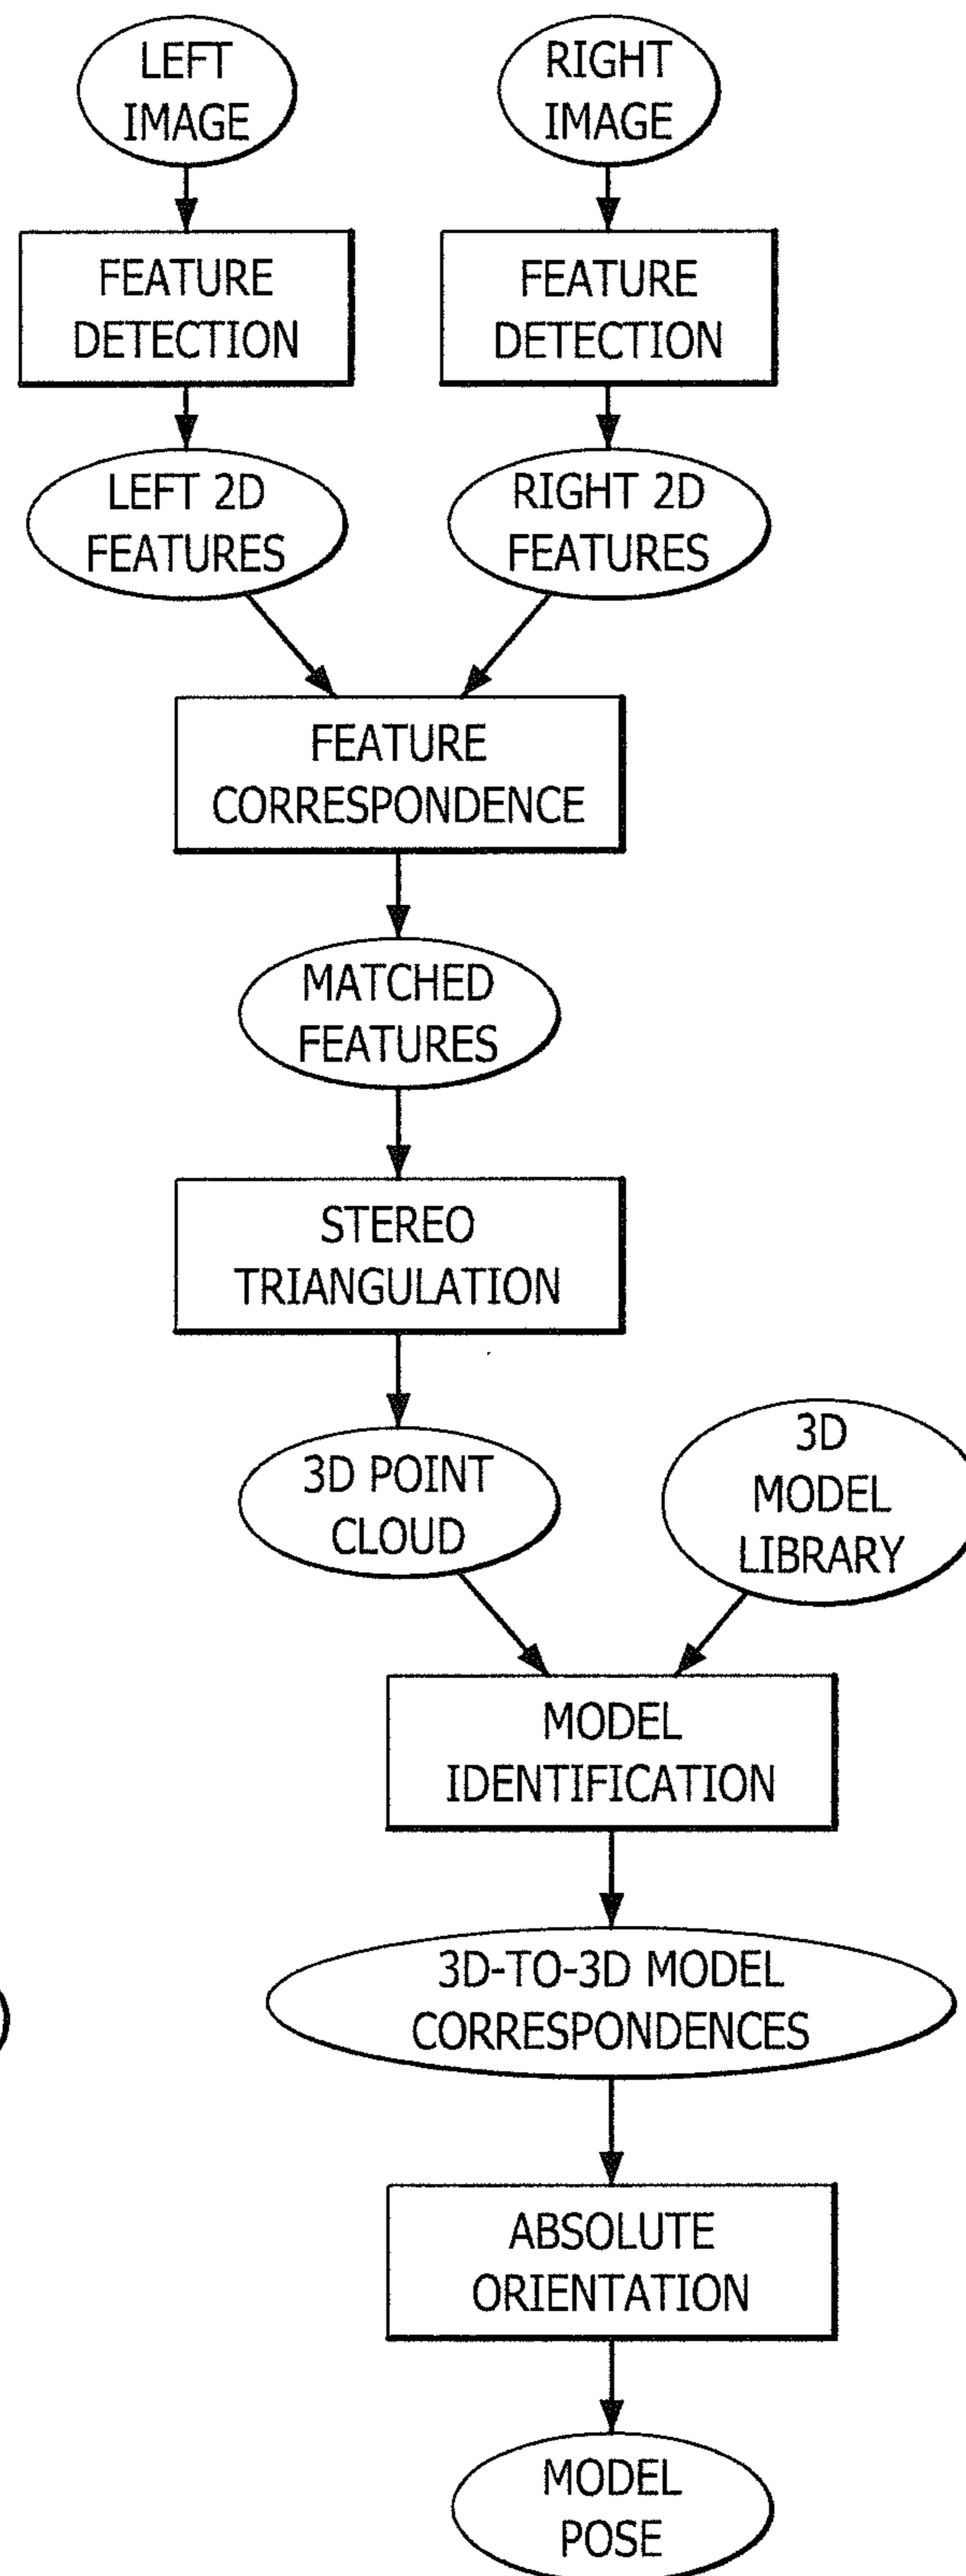 LEFT
IMAGE
RIGHT
IMAGE
FEATURE
DETECTION
FEATURE
DETECTION
LEFT 2D
FEATURES
RIGHT 2D
FEATURES
FEATURE
CORRESPONDENCE
MATCHED
FEATURES
STEREO
TRIANGULATION
3D POINT
CLOUD
3D
MODEL
LIBRARY
MODEL
IDENTIFICATION
3D-TO-3D MODEL
CORRESPONDENCES
ABSOLUTE
ORIENTATION
MODEL
POSE